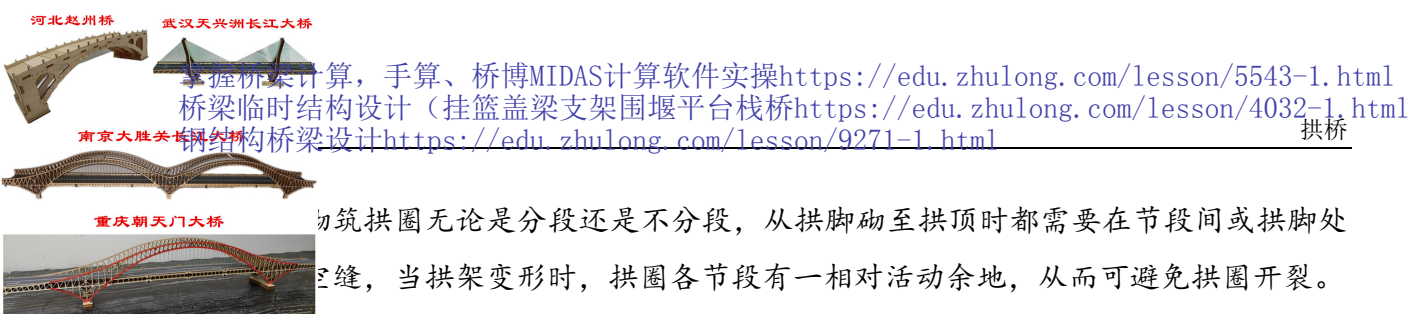 河北赵州桥
武汉天兴洲长江大桥
掌握桥梁计算，手算、桥博MIDAS计算软件实操https://edu.zhulong.com/lesson/5543-1.html
桥梁临时结构设计（挂篮盖梁支架围堰平台栈桥https://edu.zhulong.com/lesson/4032-1.html
南京大胜关长江大桥
钢结构桥梁设计https://edu.zhulong.com/lesson/9271-1.html
拱桥
重庆朝天门大桥
筑拱圈无论是分段还是不分段，从拱脚砌至拱顶时都需要在节段间或拱脚处
缝，当拱架变形时，拱圈各节段有一相对活动余地，从而可避免拱圈开裂。